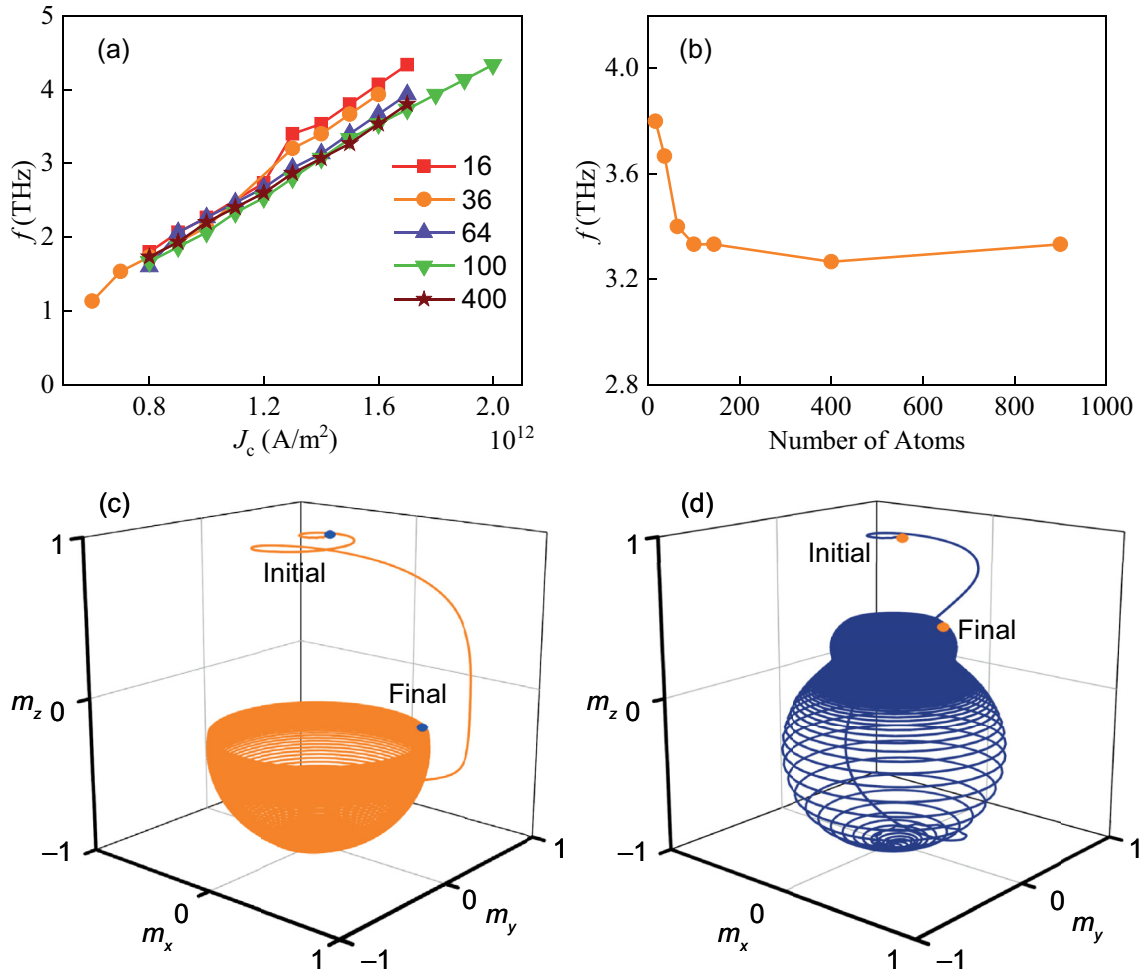 (a)
5
4
3
2
1
0
f (THz)
0.8
1.2
1.6
2.0
J_c (A/m²)
10¹²
16
36
64
100
400
(b)
4.0
3.6
3.2
2.8
f (THz)
0
200
400
600
800
1000
Number of Atoms
(c)
1
Initial
Final
m_z 0
–1
1
0
0
m_x
m_y
1 –1
(d)
1
Initial
Final
m_z 0
–1
1
0
0
m_x
m_y
1 –1